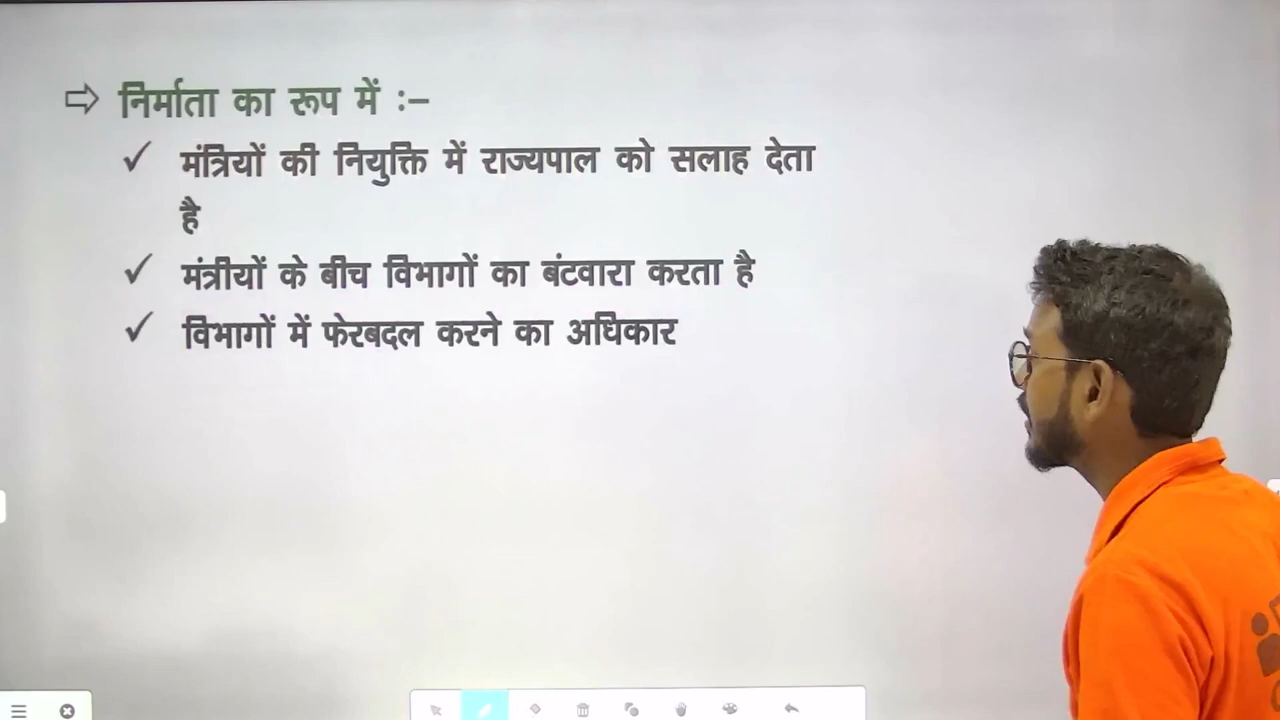 ⇨ निर्माता का रूप में :–
✓ मंत्रियों की नियुक्ति में राज्यपाल को सलाह देता
है
✓ मंत्रीयों के बीच विभागों का बंटवारा करता है
✓ विभागों में फेरबदल करने का अधिकार